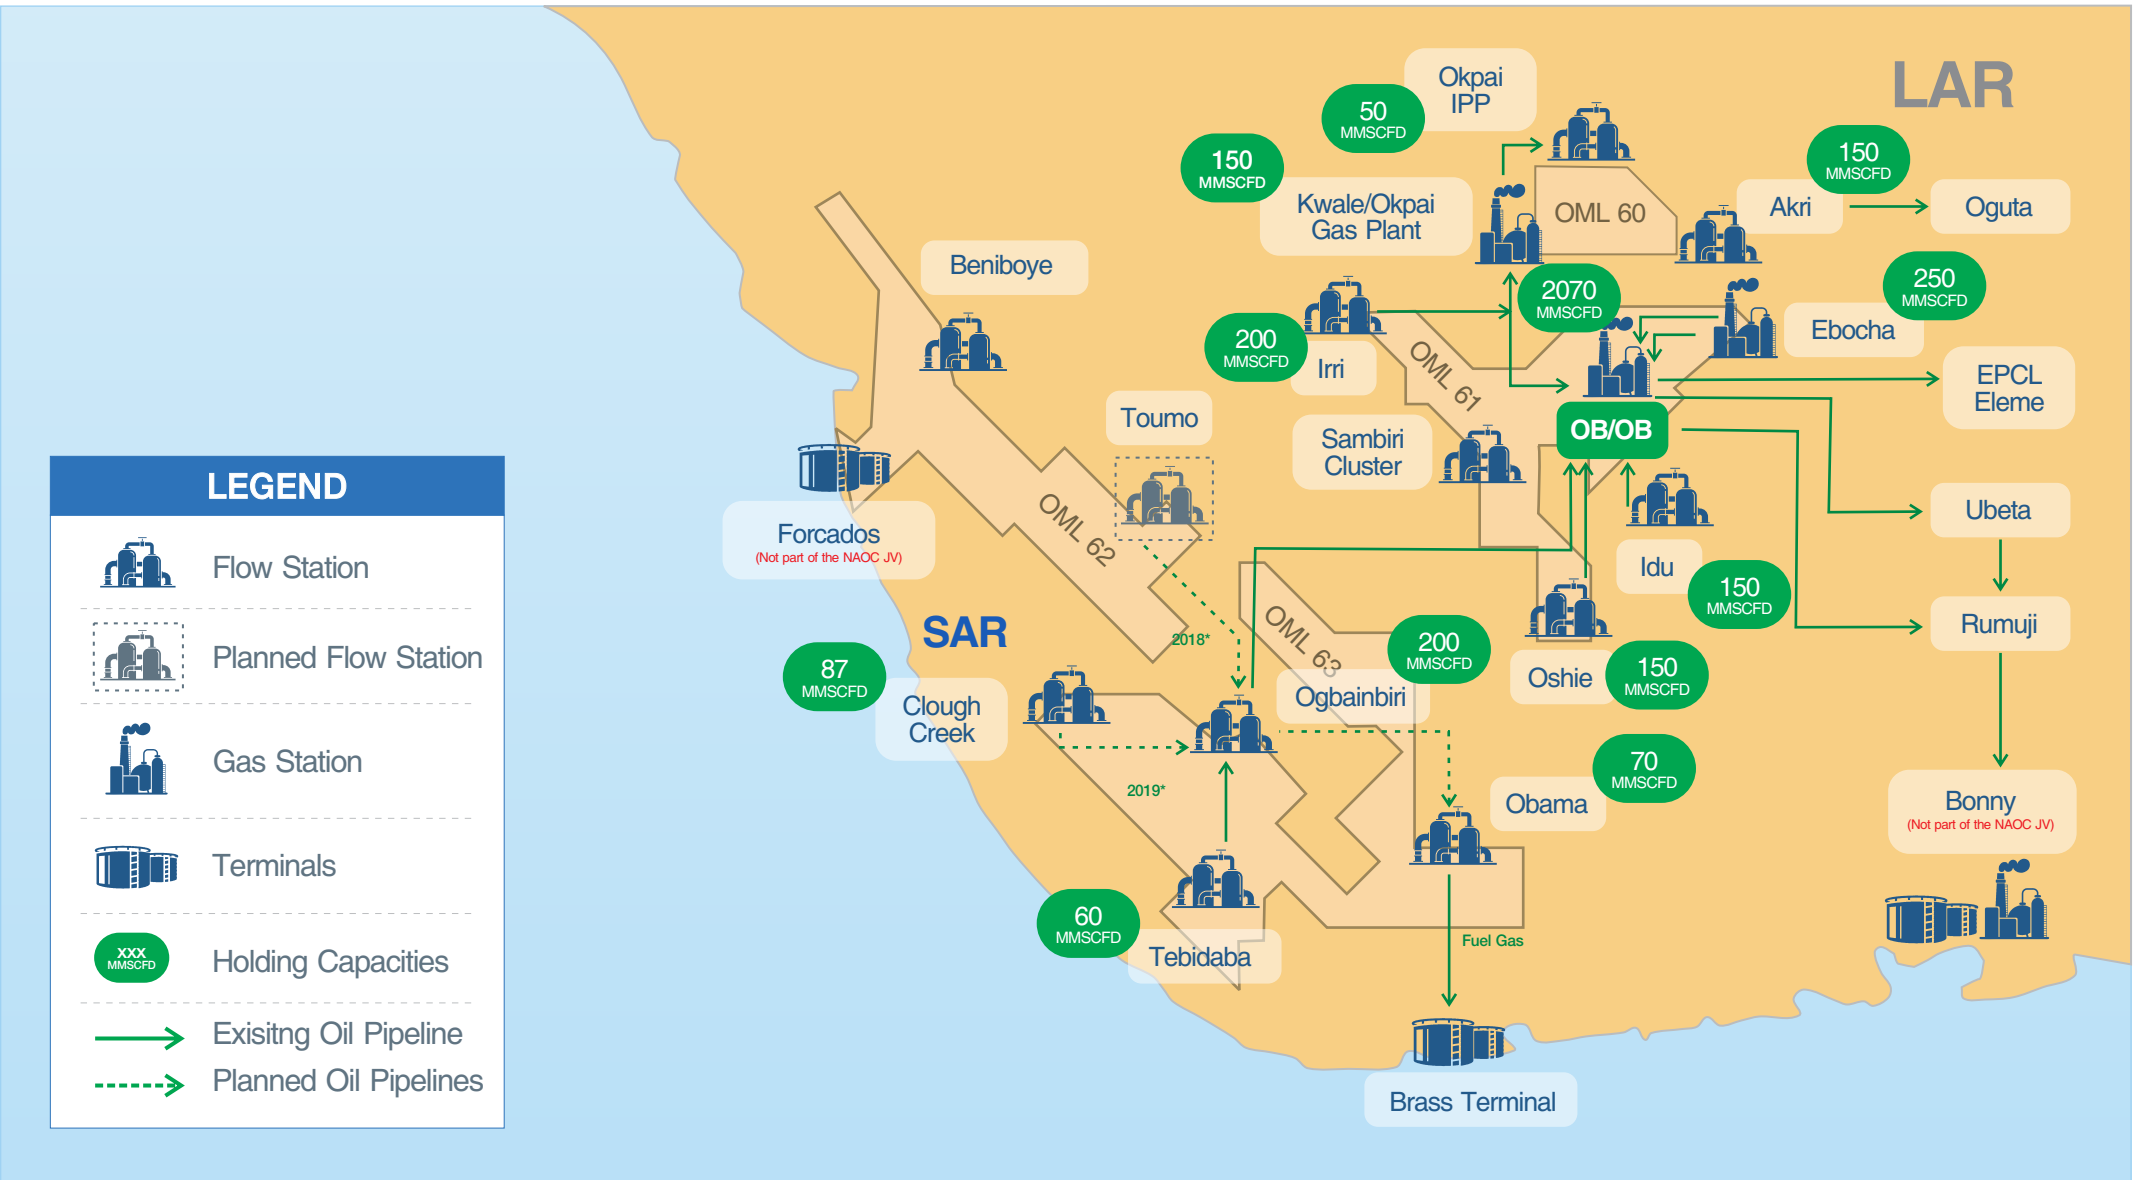 LAR
Okpai
IPP
50
MMSCFD
150
MMSCFD
Kwale/Okpai
Gas Plant
OML 60
150
MMSCFD
Akri
Oguta
Beniboye
2070
MMSCFD
250
MMSCFD
Ebocha
200
MMSCFD
Irri
OML 61
EPCL
Eleme
Toumo
Sambiri
Cluster
OB/OB
Forcados
(Not part of the NAOC JV)
OML 62
Ubeta
Idu
150
MMSCFD
Rumuji
SAR
2018*
OML 63
200
MMSCFD
Ogbainbiri
Oshie
150
MMSCFD
87
MMSCFD
Clough
Creek
2019*
70
MMSCFD
Obama
Bonny
(Not part of the NAOC JV)
60
MMSCFD
Tebidaba
Fuel Gas
Brass Terminal
LEGEND
Flow Station
Planned Flow Station
Gas Station
Terminals
XXX
MMSCFD
Holding Capacities
Exisitng Oil Pipeline
Planned Oil Pipelines